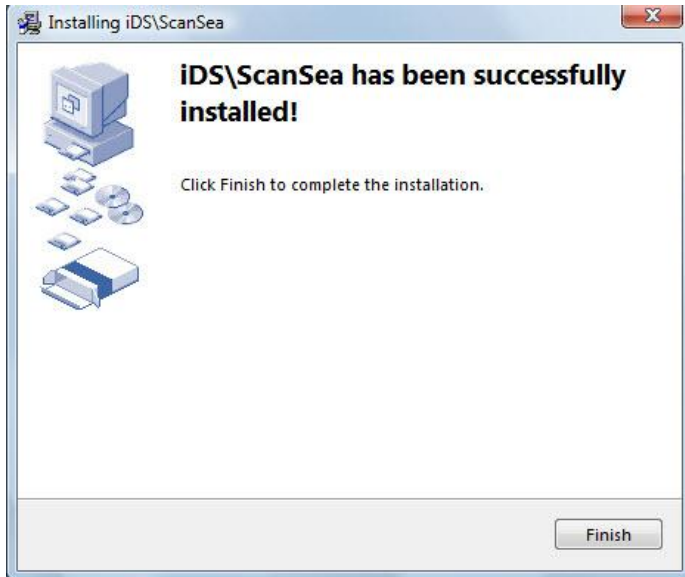 Installing iDS\ScanSea
iDS\ScanSea has been successfully
installed!
Click Finish to complete the installation.
Finish